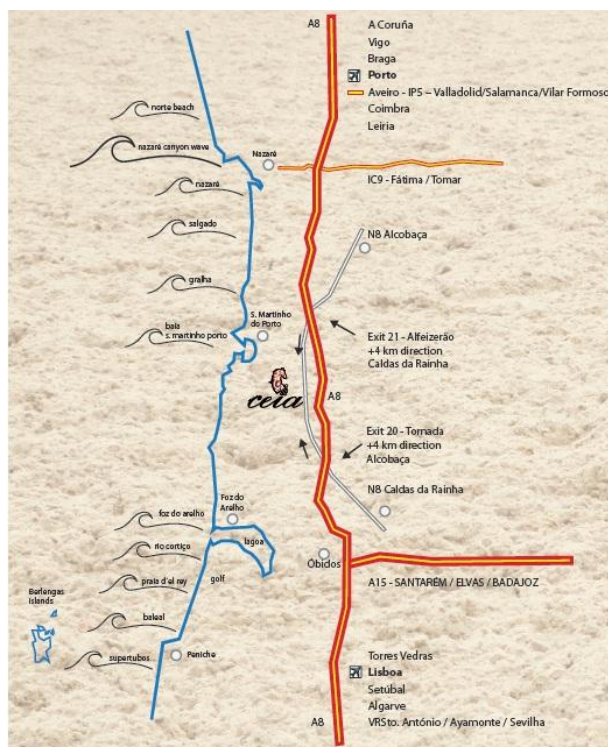 A8
A Coruña
Vigo
Braga
Porto
Aveiro - IP5 – Valladolid/Salamanca/Vilar Formoso
Coimbra
Leiria
norte beach
nazaré canyon wave
Nazaré
nazaré
IC9 - Fátima / Tomar
salgado
N8 Alcobaça
gralha
S. Martinho
do Porto
baia
s. martinho porto
Exit 21 - Alfeizerão
+4 km direction
Caldas da Rainha
ceia
A8
Exit 20 - Tornada
+4 km direction
Alcobaça
N8 Caldas da Rainha
Foz do
Arelho
foz do arelho
lagoa
rio cortiço
Óbidos
golf
praia d'el rey
A15 - SANTARÉM / ELVAS / BADAJOZ
Berlengas
Islands
baleal
Peniche
supertubos
Torres Vedras
Lisboa
Setúbal
Algarve
VRSto. António / Ayamonte / Sevilha
A8